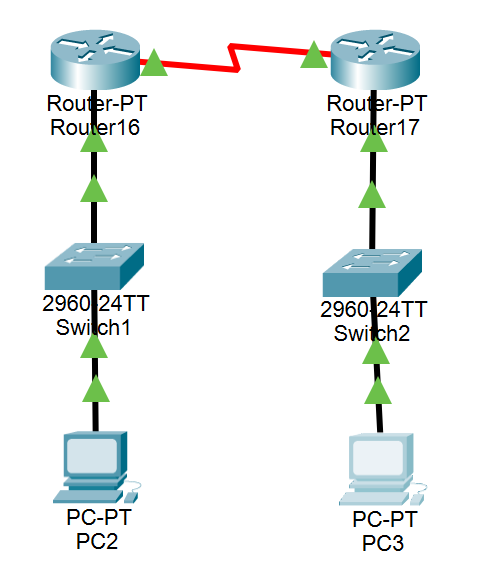 Router-PT
Router16
Router-PT
Router17
2960-24TT
Switch1
2960-24TT
Switch2
PC-PT
PC2
PC-PT
PC3